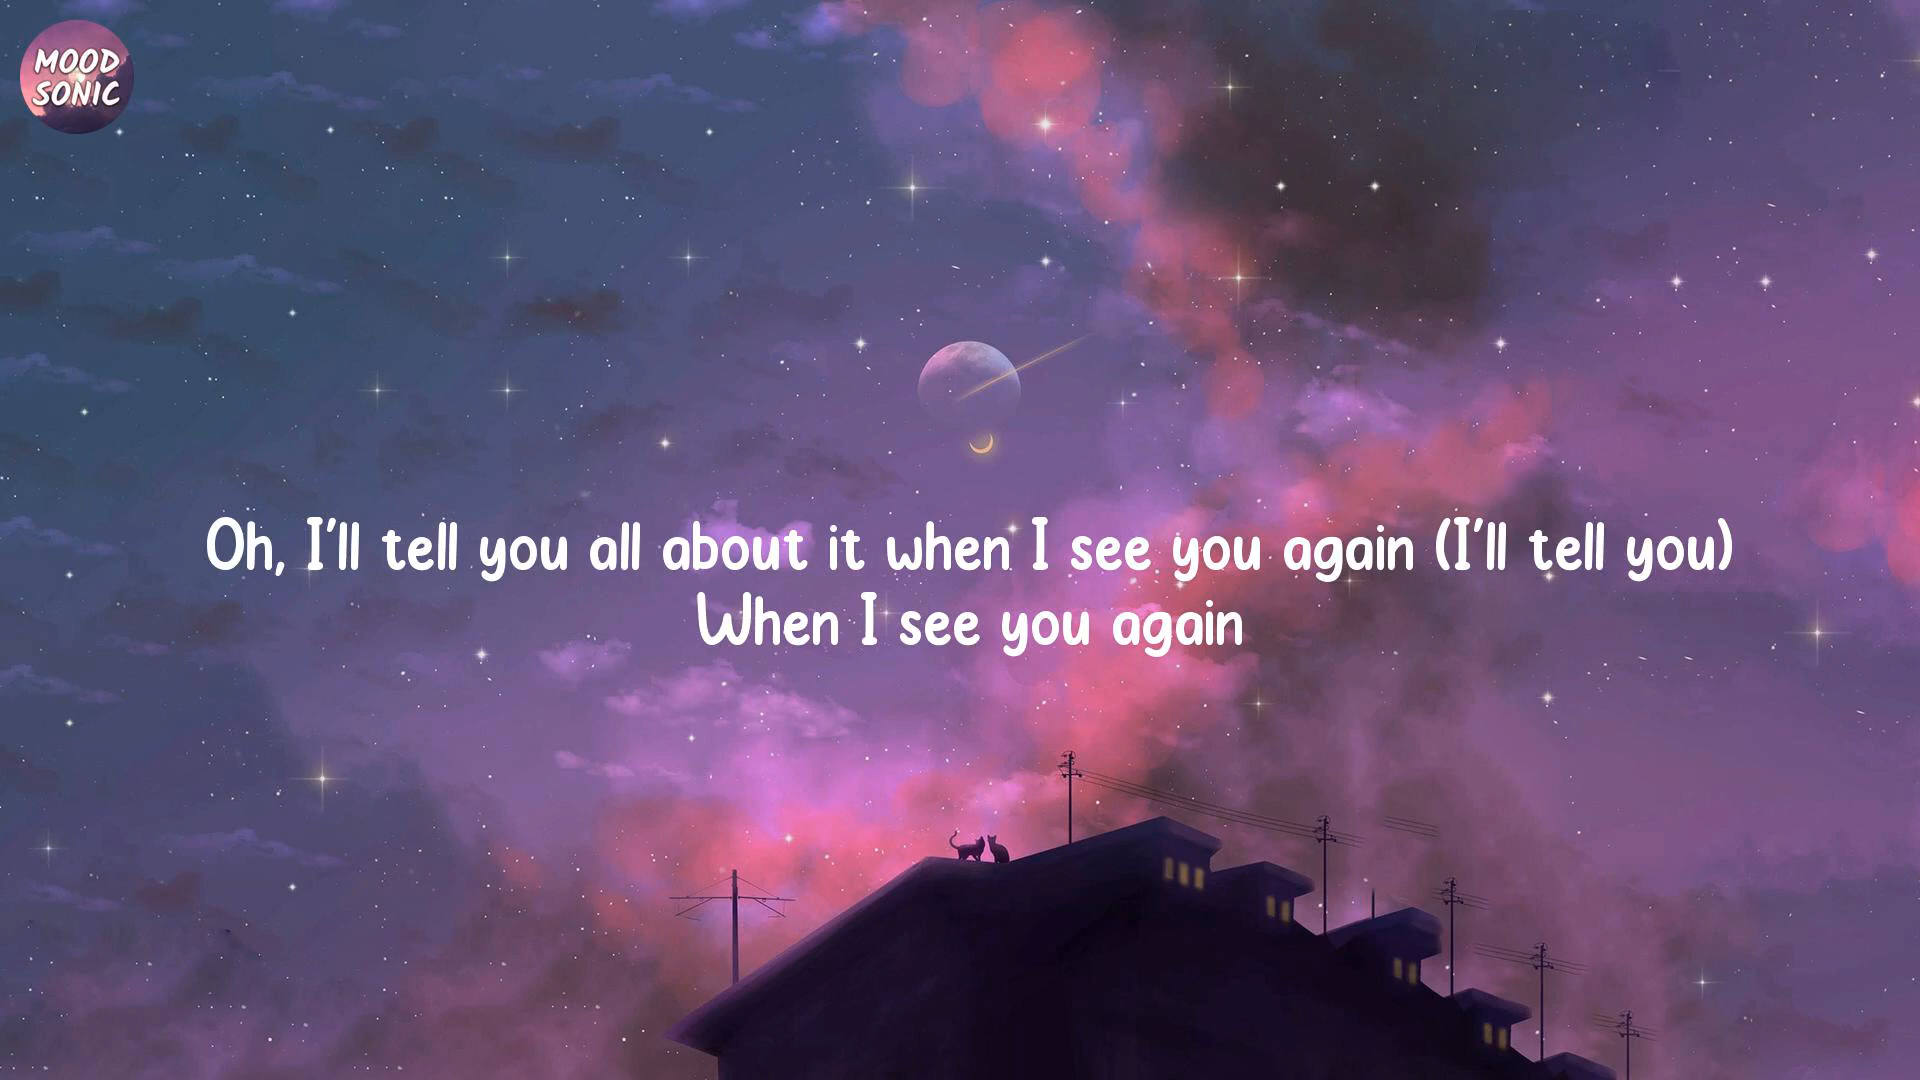 MOOD
SONIC
Oh, I'll tell you all about it when I see you again (I'll tell you)
When I see you again